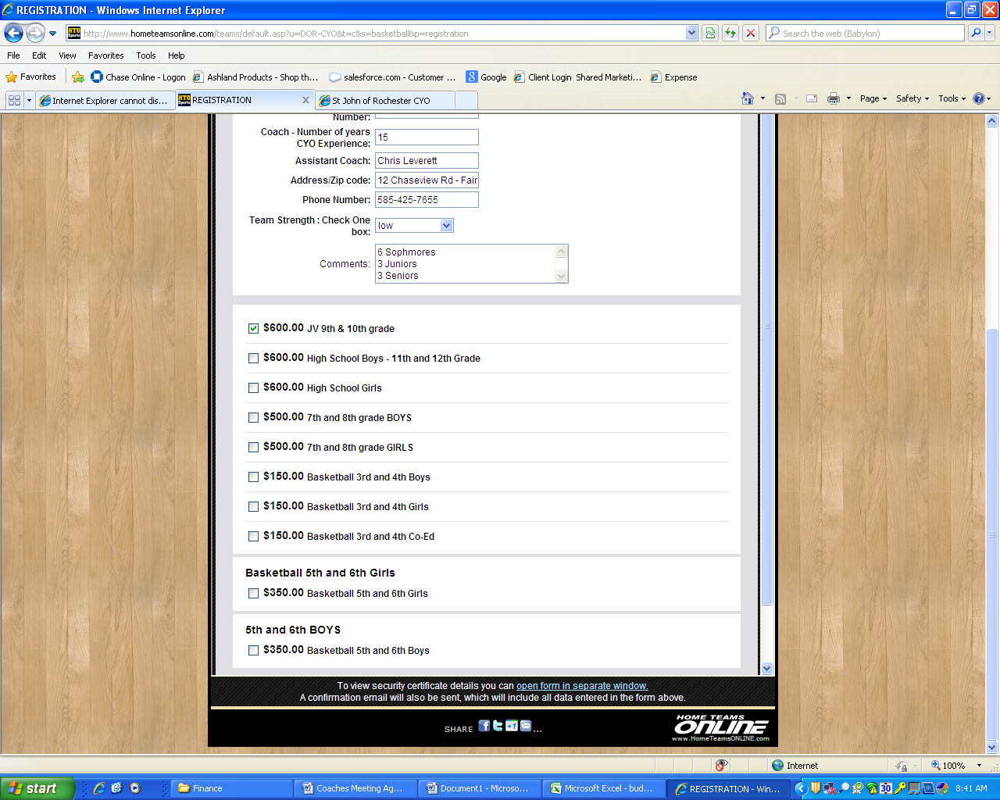 REGISTRATION - Windows Internet Explorer
http://www.hometeamsonline.com/teams/default.asp?u=DOR-CYO&t=c&s=basketball&p=registration
Search the web (Babylon)
File Edit View Favorites Tools Help
Favorites Chase Online - Logon Ashland Products - Shop th... salesforce.com - Customer ... Google Client Login Shared Marketi... Expense
Internet Explorer cannot dis... REGISTRATION St John of Rochester CYO
Page Safety Tools
Number:
Coach - Number of years
CYO Experience: 15
Assistant Coach: Chris Leverett
Address/Zip code: 12 Chaseview Rd - Fair
Phone Number: 585-425-7655
Team Strength : Check One
box: low
Comments: 6 Sophmores
3 Juniors
3 Seniors
$600.00 JV 9th & 10th grade
$600.00 High School Boys - 11th and 12th Grade
$600.00 High School Girls
$500.00 7th and 8th grade BOYS
$500.00 7th and 8th grade GIRLS
$150.00 Basketball 3rd and 4th Boys
$150.00 Basketball 3rd and 4th Girls
$150.00 Basketball 3rd and 4th Co-Ed
Basketball 5th and 6th Girls
$350.00 Basketball 5th and 6th Girls
5th and 6th BOYS
$350.00 Basketball 5th and 6th Boys
To view security certificate details you can open form in separate window.
A confirmation email will also be sent, which will include all data entered in the form above.
SHARE ...
HOME TEAMS
ONLINE
www.HomeTeamsONLINE.com
Internet 100%
start Finance Coaches Meeting Ag... Document1 - Microso... Microsoft Excel - bud... REGISTRATION - Win... 30 8:41 AM